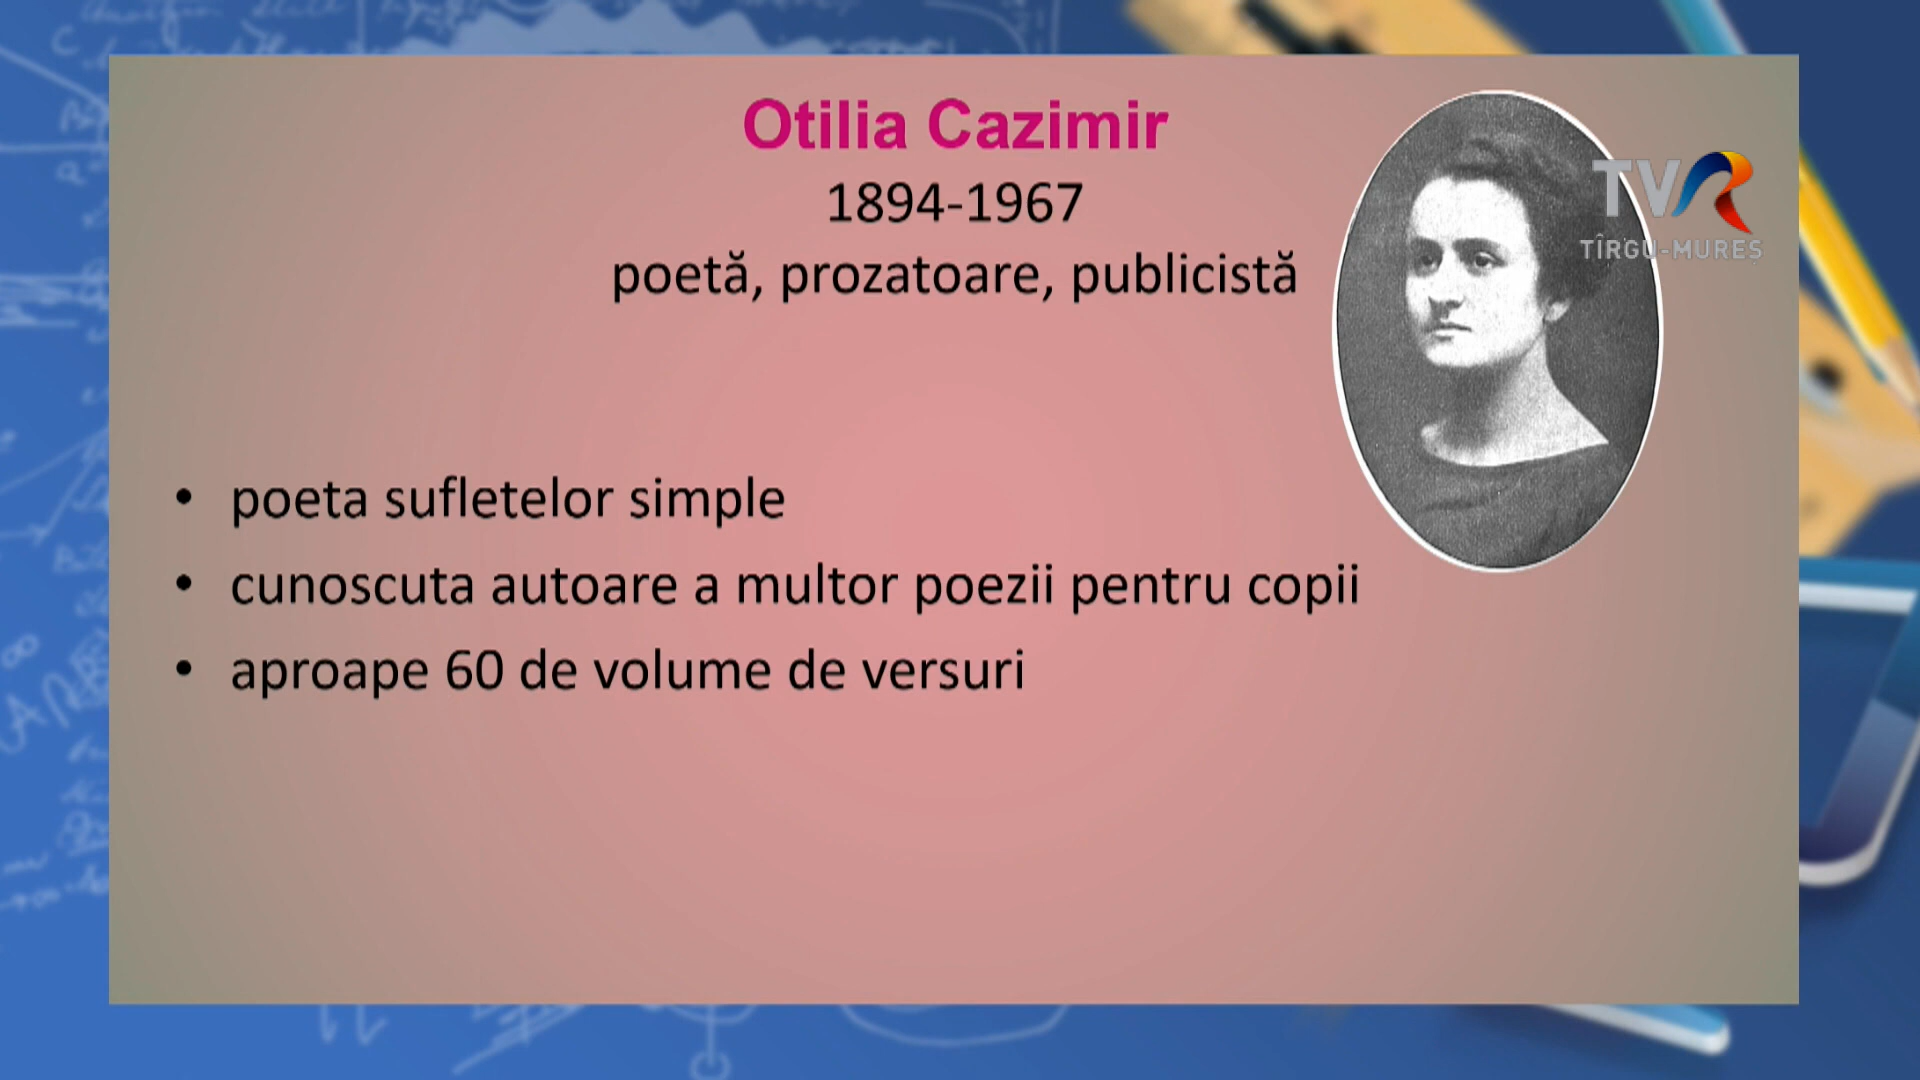 Otilia Cazimir
1894-1967
poetă, prozatoare, publicistă
TVR
TÎRGU-MUREȘ
• poeta sufletelor simple
• cunoscuta autoare a multor poezii pentru copii
• aproape 60 de volume de versuri